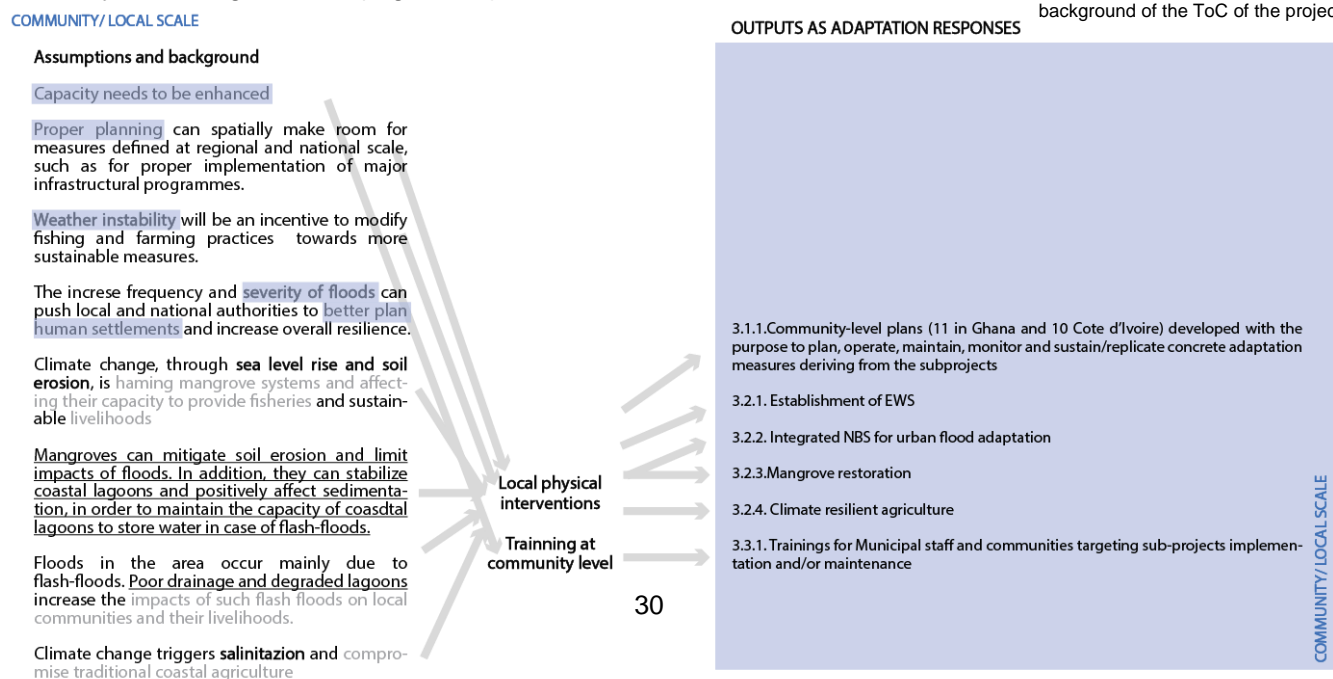 COMMUNITY/ LOCAL SCALE
Assumptions and background
Capacity needs to be enhanced
Proper planning can spatially make room for
measures defined at regional and national scale,
such as for proper implementation of major
infrastructural programmes.
Weather instability will be an incentive to modify
fishing and farming practices towards more
sustainable measures.
The increse frequency and severity of floods can
push local and national authorities to better plan
human settlements and increase overall resilience.
Climate change, through sea level rise and soil
erosion, is haming mangrove systems and affect-
ing their capacity to provide fisheries and sustain-
able livelihoods
Mangroves can mitigate soil erosion and limit
impacts of floods. In addition, they can stabilize
coastal lagoons and positively affect sedimenta-
tion, in order to maintain the capacity of coasdtal
lagoons to store water in case of flash-floods.
Floods in the area occur mainly due to
flash-floods. Poor drainage and degraded lagoons
increase the impacts of such flash floods on local
communities and their livelihoods.
Climate change triggers salinitazion and compro-
mise traditional coastal agriculture
Local physical
interventions
Trainning at
community level
30
background of the ToC of the projec
OUTPUTS AS ADAPTATION RESPONSES
3.1.1.Community-level plans (11 in Ghana and 10 Cote d'Ivoire) developed with the
purpose to plan, operate, maintain, monitor and sustain/replicate concrete adaptation
measures deriving from the subprojects
3.2.1. Establishment of EWS
3.2.2. Integrated NBS for urban flood adaptation
3.2.3.Mangrove restoration
3.2.4. Climate resilient agriculture
3.3.1. Trainings for Municipal staff and communities targeting sub-projects implemen-
tation and/or maintenance
COMMUNITY/ LOCAL SCALE